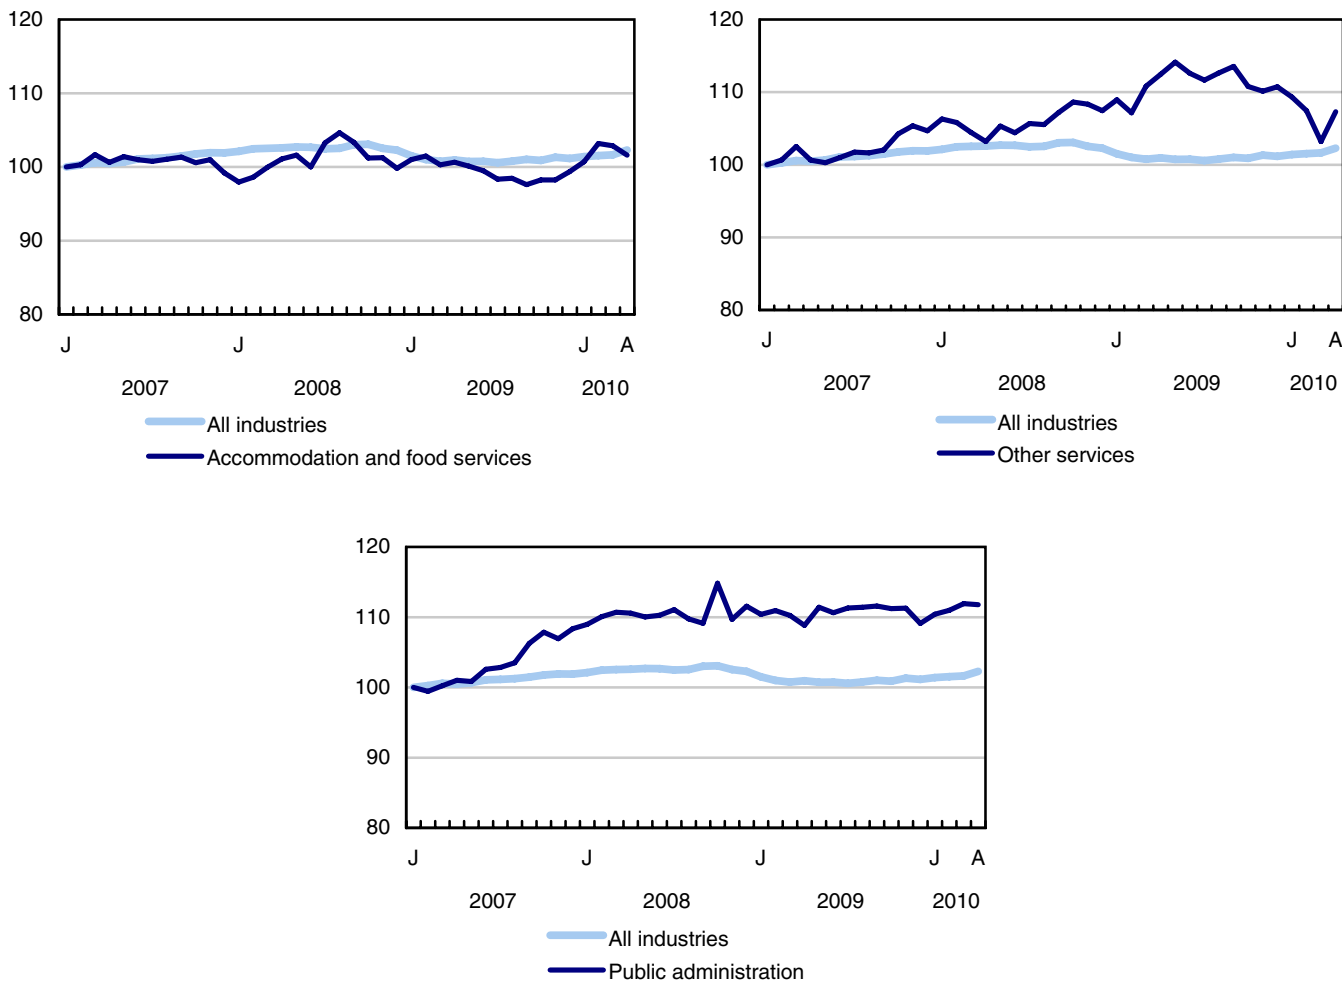 120
110
100
90
80
J J J J A
2007 2008 2009 2010
All industries
Accommodation and food services
120
110
100
90
80
J J J J A
2007 2008 2009 2010
All industries
Other services
120
110
100
90
80
J J J J A
2007 2008 2009 2010
All industries
Public administration